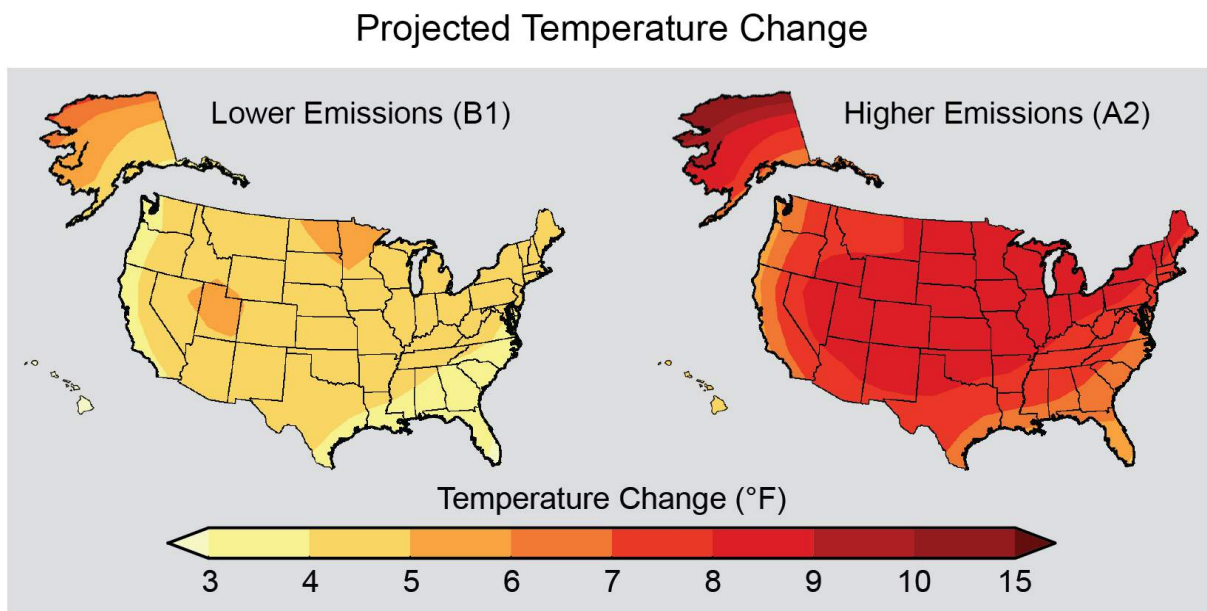 Projected Temperature Change
Lower Emissions (B1)
Higher Emissions (A2)
Temperature Change (°F)
3 4 5 6 7 8 9 10 15